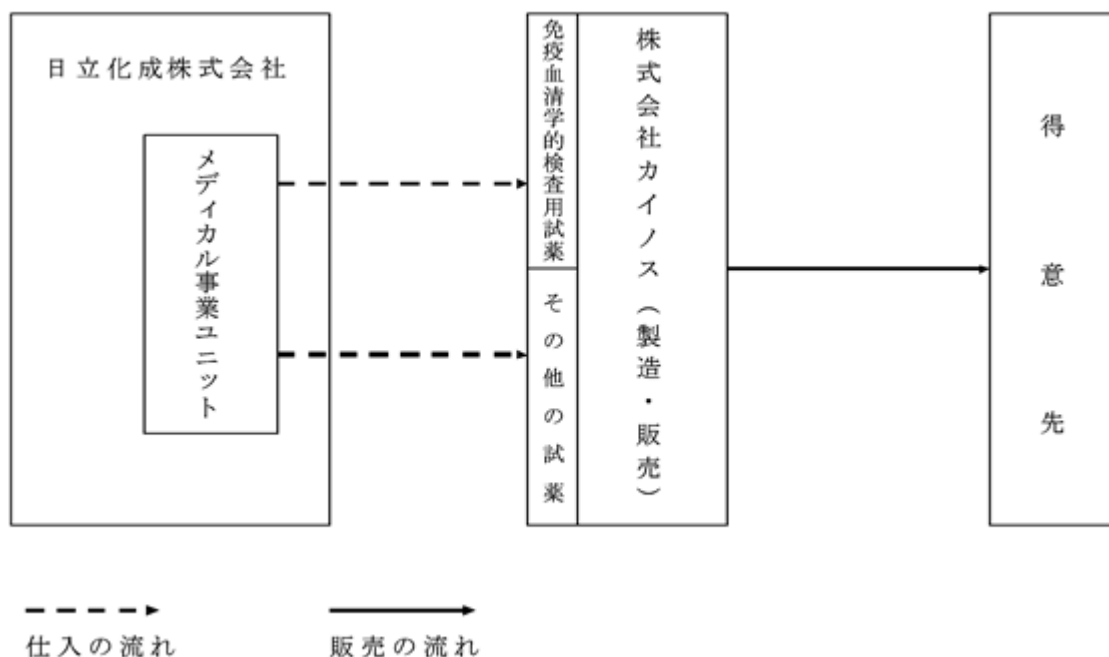 日立化成株式会社
メディカル事業ユニット
免疫血清学的検査用試薬
その他の試薬
株式会社カイノス（製造・販売）
得意先
仕入の流れ
販売の流れ